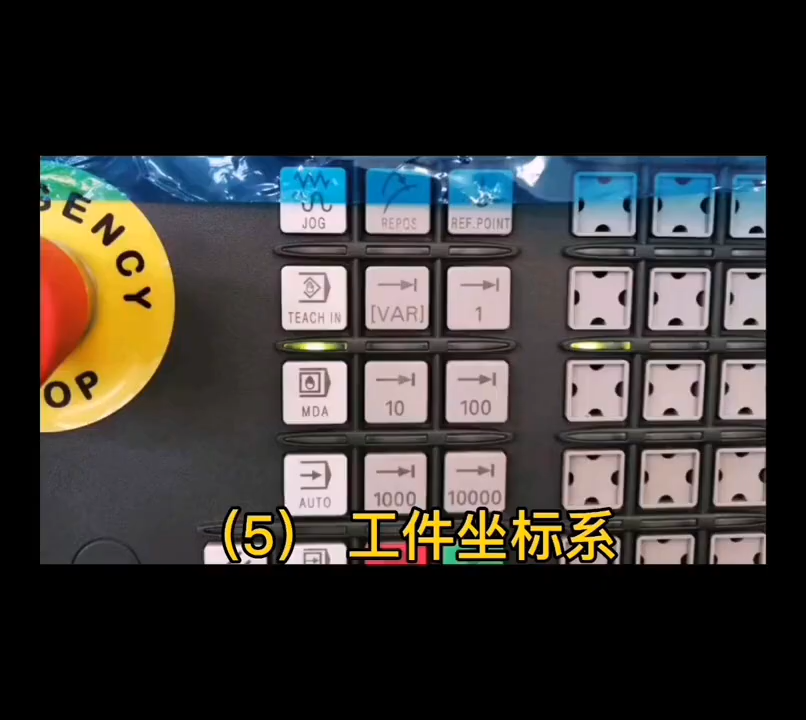 GENCY
OP
JOG
REPOS
REF.POINT
TEACH IN
[VAR]
1
MDA
10
100
AUTO
1000
10000
（5） 工件坐标系